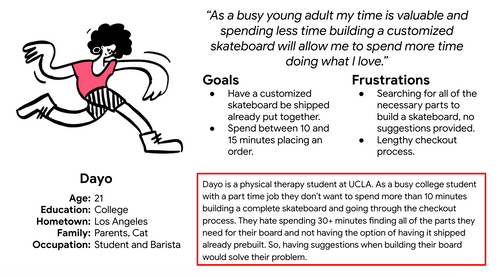 “As a busy young adult my time is valuable and
spending less time building a customized
skateboard will allow me to spend more time
doing what I love.”
Goals
● Have a customized
skateboard be shipped
already put together.
● Spend between 10 and
15 minutes placing an
order.
Frustrations
● Searching for all of the
necessary parts to
build a skateboard, no
suggestions provided.
● Lengthy checkout
process.
Dayo
Age: 21
Education: College
Hometown: Los Angeles
Family: Parents, Cat
Occupation: Student and Barista
Dayo is a physical therapy student at UCLA. As a busy college student
with a part time job they don't want to spend more than 10 minutes
building a complete skateboard and going through the checkout
process. They hate spending 30+ minutes finding all of the parts they
need for their board and not having the option of having it shipped
already prebuilt. So, having suggestions when building their board
would solve their problem.